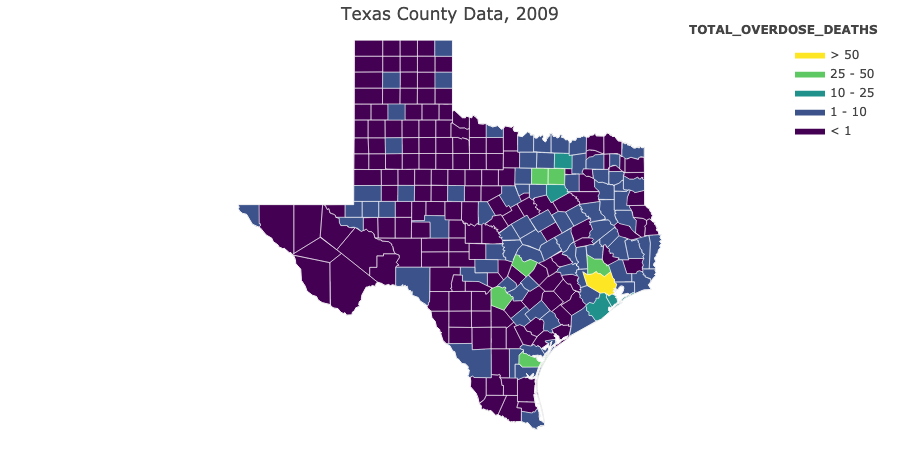 Texas County Data, 2009
TOTAL_OVERDOSE_DEATHS
> 50
25 - 50
10 - 25
1 - 10
< 1